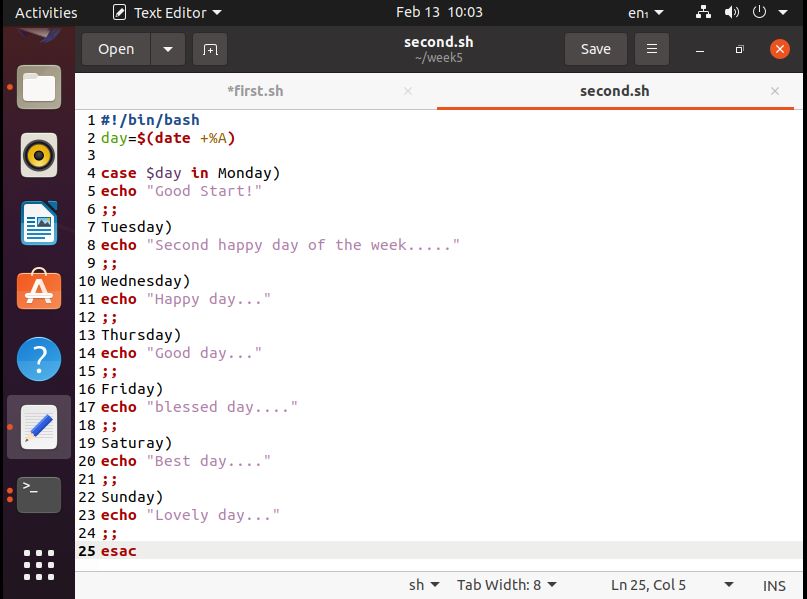 Activities Text Editor Feb 13 10:03 en₁
Open second.sh Save
~/week5
*first.sh second.sh
1 #!/bin/bash
2 day=$(date +%A)
3
4 case $day in Monday)
5 echo "Good Start!"
6 ;;
7 Tuesday)
8 echo "Second happy day of the week....."
9 ;;
10 Wednesday)
11 echo "Happy day..."
12 ;;
13 Thursday)
14 echo "Good day..."
15 ;;
16 Friday)
17 echo "blessed day...."
18 ;;
19 Saturay)
20 echo "Best day...."
21 ;;
22 Sunday)
23 echo "Lovely day..."
24 ;;
25 esac
sh Tab Width: 8 Ln 25, Col 5 INS